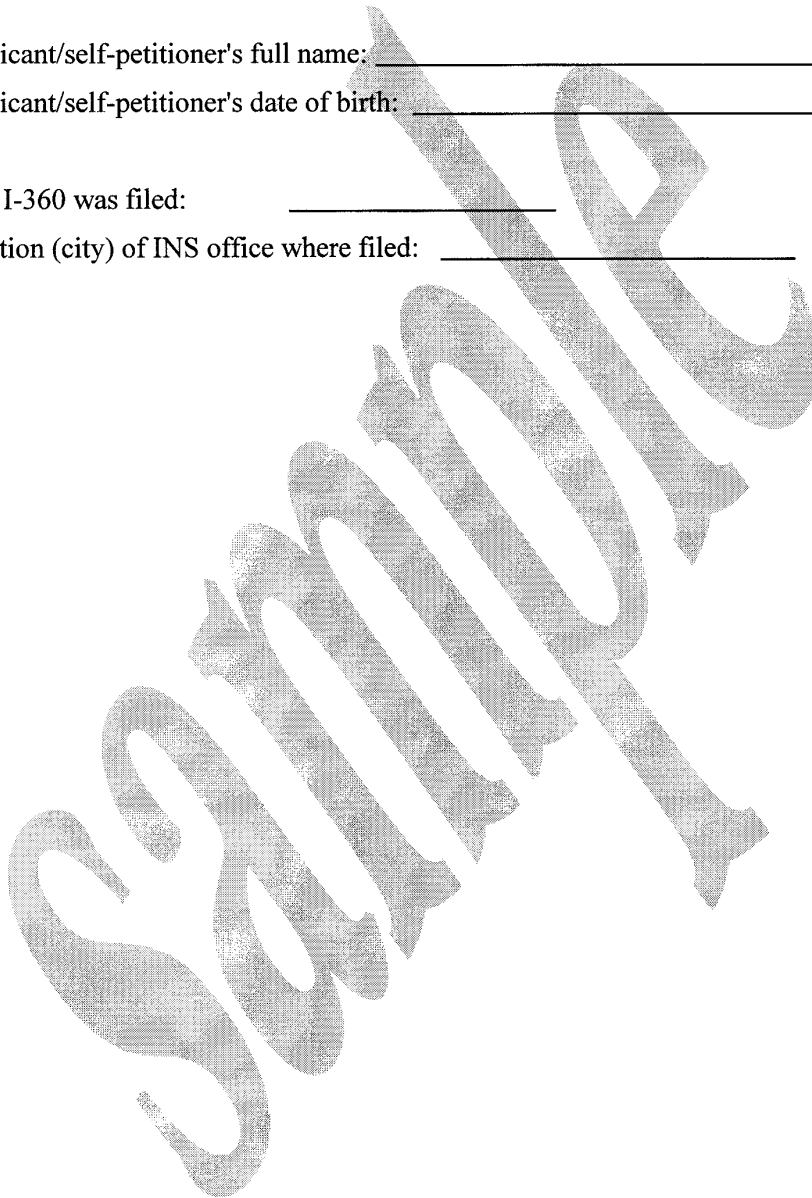 icant/self-petitioner's full name:
icant/self-petitioner's date of birth:
I-360 was filed:
tion (city) of INS office where filed:
sample